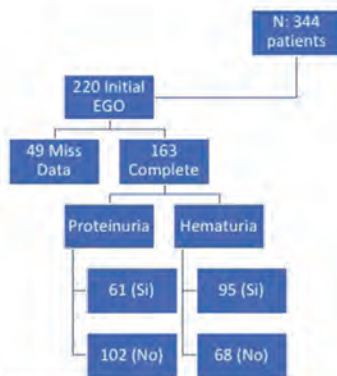 N: 344
patients
220 Initial
EGO
49 Miss
Data
163
Complete
Proteinuria
Hematuria
61 (Si)
95 (Si)
102 (No)
68 (No)